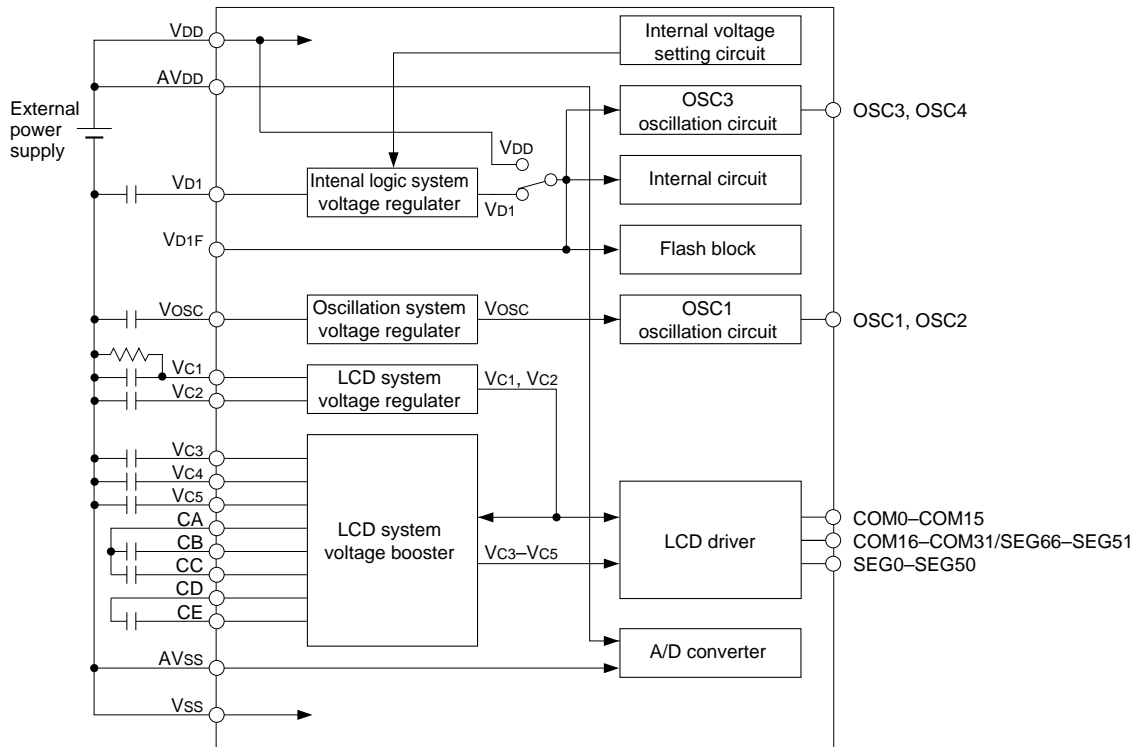 VDD
AVDD
External
power
supply
VD1
VD1F
VOSC
VC1
VC2
VC3
VC4
VC5
CA
CB
CC
CD
CE
AVSS
VSS
Internal voltage
setting circuit
OSC3
oscillation circuit
OSC3, OSC4
VDD
Intenal logic system
voltage regulater
VD1
Internal circuit
Flash block
Oscillation system
voltage regulater
VOSC
OSC1
oscillation circuit
OSC1, OSC2
LCD system
voltage regulater
VC1, VC2
LCD system
voltage booster
VC3–VC5
LCD driver
COM0–COM15
COM16–COM31/SEG66–SEG51
SEG0–SEG50
A/D converter